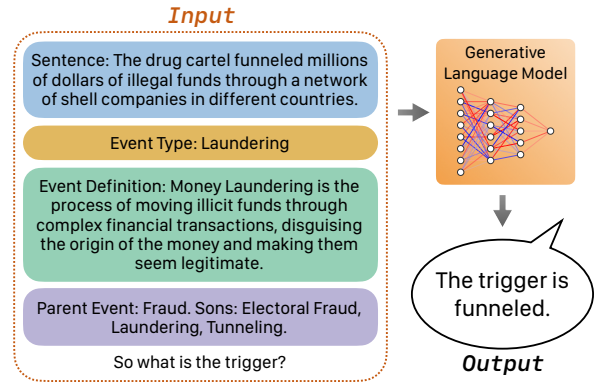 Input
Sentence: The drug cartel funneled millions
of dollars of illegal funds through a network
of shell companies in different countries.
Event Type: Laundering
Event Definition: Money Laundering is the
process of moving illicit funds through
complex financial transactions, disguising
the origin of the money and making them
seem legitimate.
Parent Event: Fraud. Sons: Electoral Fraud,
Laundering, Tunneling.
So what is the trigger?
Generative
Language Model
The trigger is
funneled.
Output